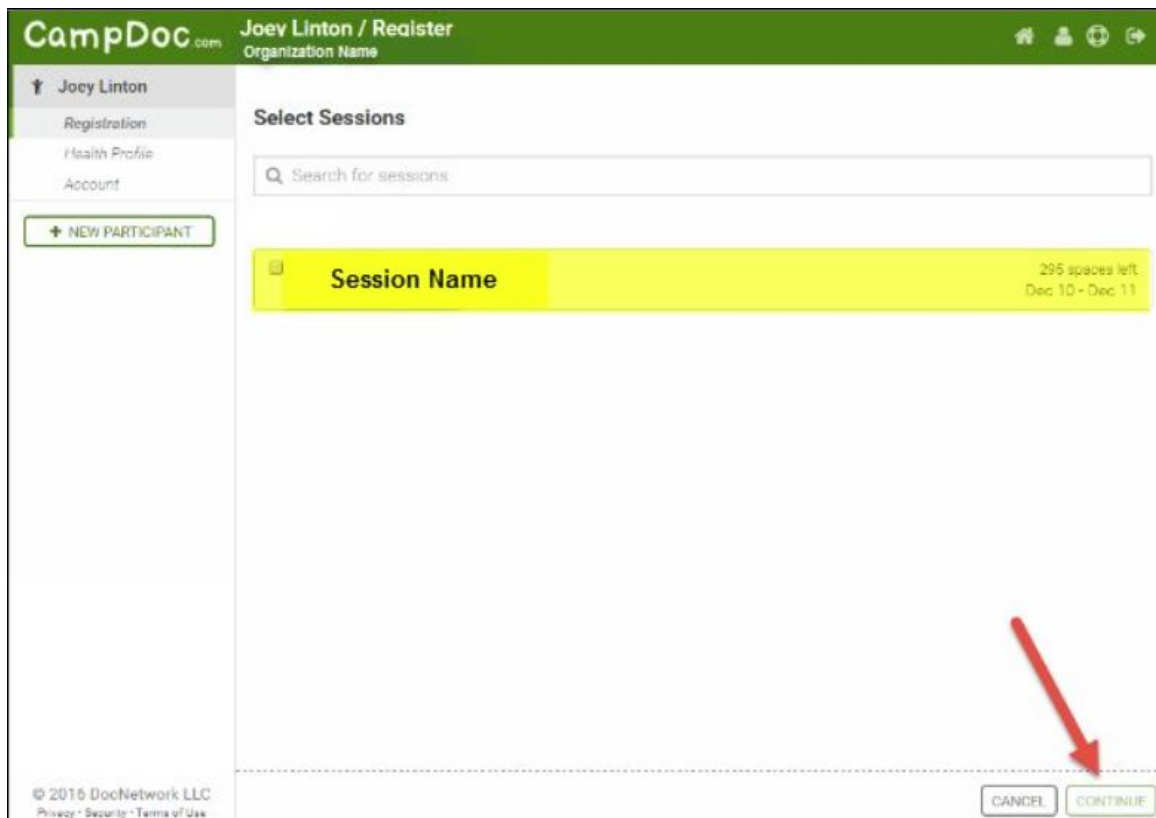 CampDoc.com
Joey Linton / Register
Organization Name
Joey Linton
Registration
Health Profile
Account
+ NEW PARTICIPANT
Select Sessions
Search for sessions
Session Name
295 spaces left
Dec 10 - Dec 11
© 2016 DocNetwork LLC
Privacy · Security · Terms of Use
CANCEL
CONTINUE